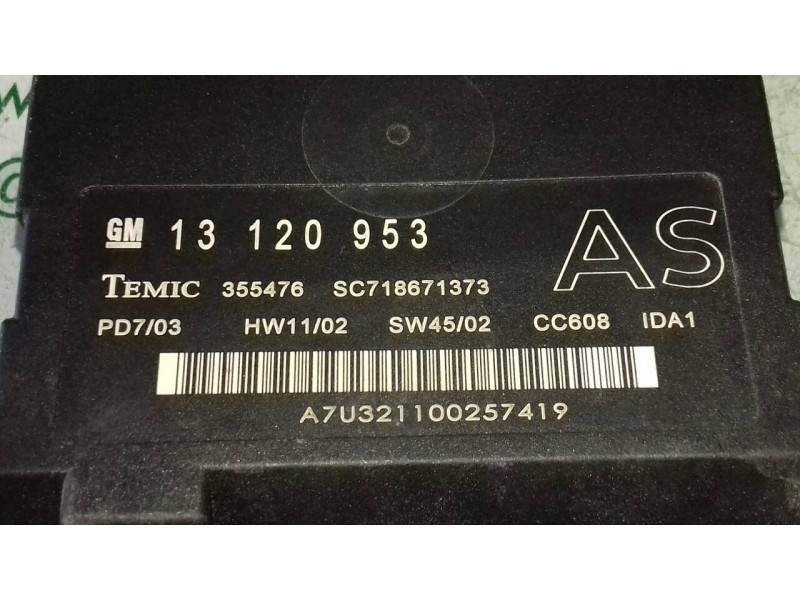 GM 13 120 953 AS
TEMIC 355476 SC718671373
PD7/03 HW11/02 SW45/02 CC608 IDA1
A7U321100257419